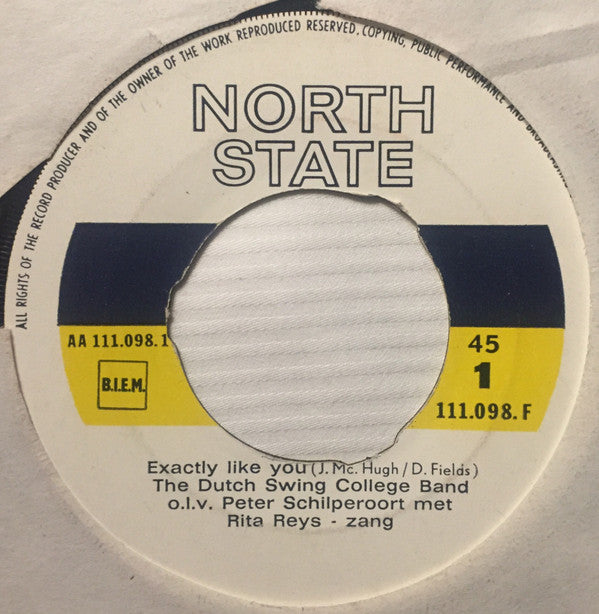 ALL RIGHTS OF THE RECORD PRODUCER AND OF THE OWNER OF THE WORK REPRODUCED RESERVED. COPYING, PUBLIC PERFORMANCE AND
NORTH
STATE
AA 111.098.1
B.I.E.M.
45
1
111.098.F
Exactly like you (J. Mc. Hugh / D. Fields)
The Dutch Swing College Band
o.l.v. Peter Schilperoort met
Rita Reys - zang